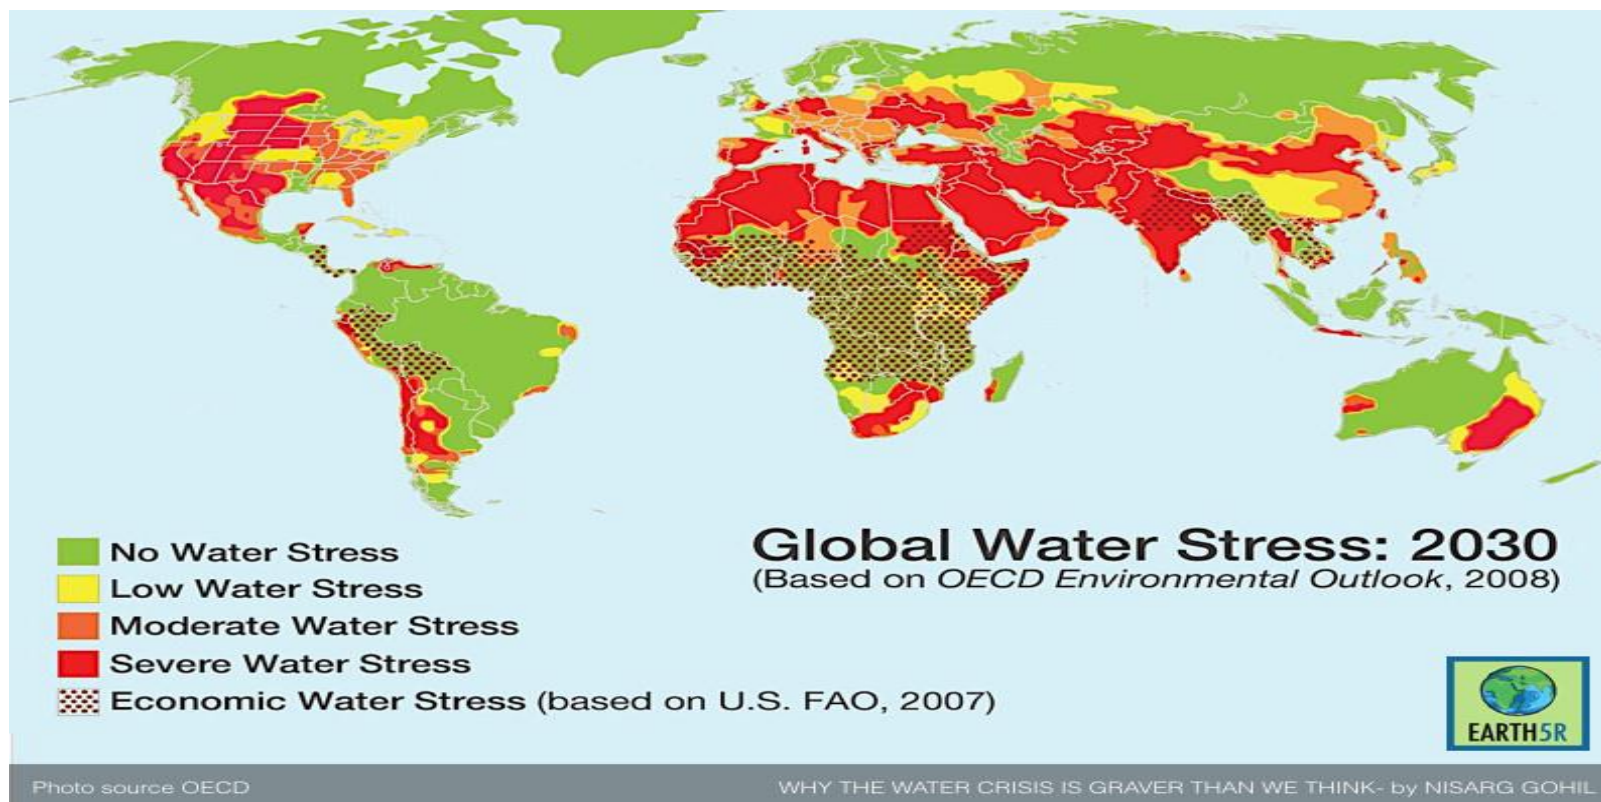 No Water Stress
Low Water Stress
Moderate Water Stress
Severe Water Stress
Economic Water Stress (based on U.S. FAO, 2007)
Global Water Stress: 2030
(Based on OECD Environmental Outlook, 2008)
EARTH5R
Photo source OECD
WHY THE WATER CRISIS IS GRAVER THAN WE THINK- by NISARG GOHIL